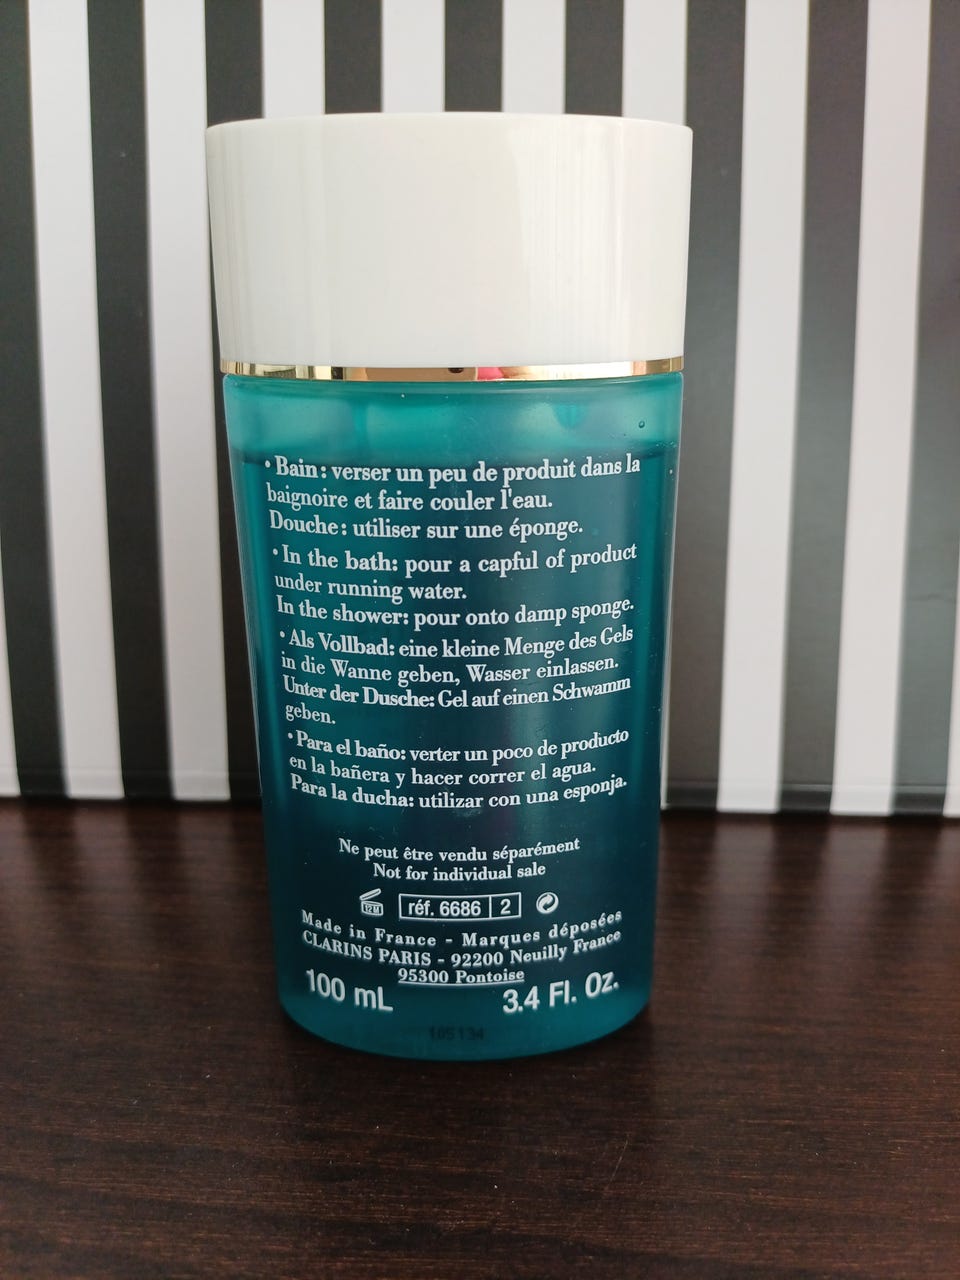 • Bain : verser un peu de produit dans la
baignoire et faire couler l'eau.
Douche : utiliser sur une éponge.
• In the bath: pour a capful of product
under running water.
In the shower: pour onto damp sponge.
• Als Vollbad: eine kleine Menge des Gels
in die Wanne geben, Wasser einlassen.
Unter der Dusche: Gel auf einen Schwamm
geben.
• Para el baño: verter un poco de producto
en la bañera y hacer correr el agua.
Para la ducha: utilizar con una esponja.
Ne peut être vendu séparément
Not for individual sale
12M réf. 6686 2
Made in France - Marques déposées
CLARINS PARIS - 92200 Neuilly France
95300 Pontoise
100 mL 3.4 Fl. Oz.
105134